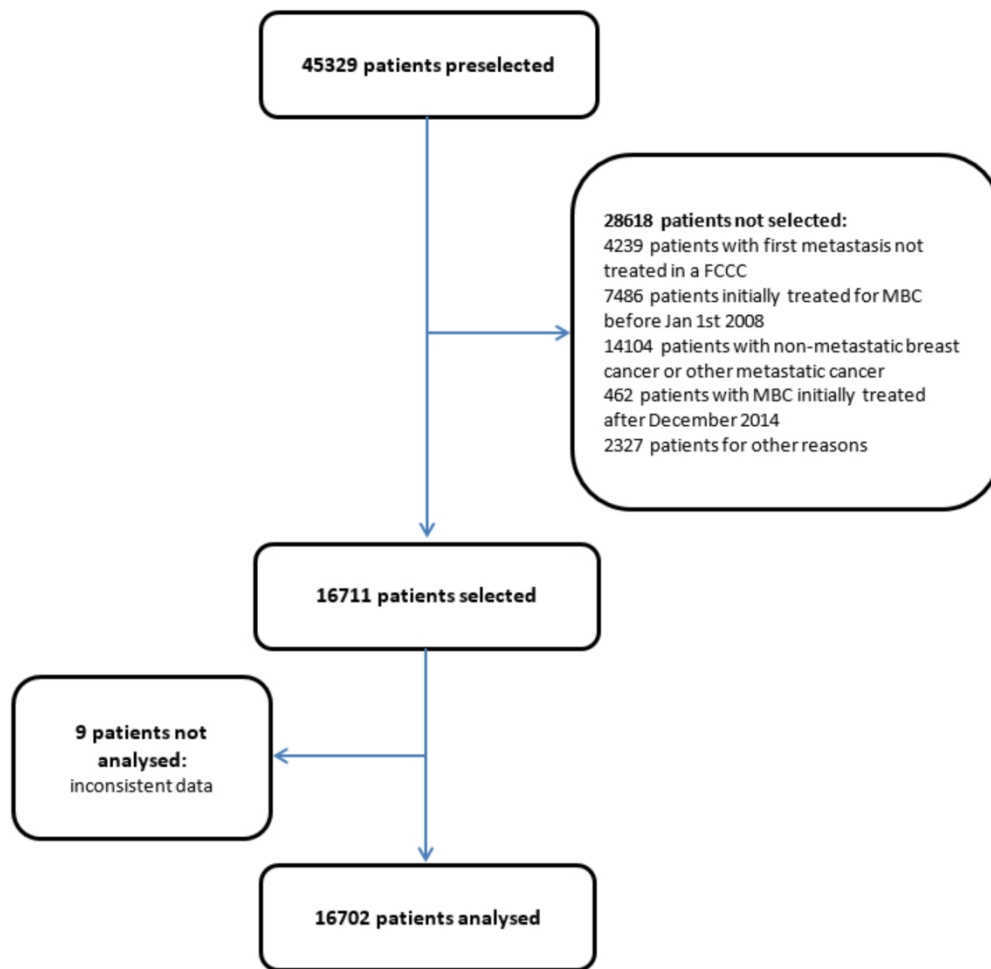 45329 patients preselected
28618 patients not selected:
4239 patients with first metastasis not
treated in a FCCC
7486 patients initially treated for MBC
before Jan 1st 2008
14104 patients with non-metastatic breast
cancer or other metastatic cancer
462 patients with MBC initially treated
after December 2014
2327 patients for other reasons
16711 patients selected
9 patients not
analysed:
inconsistent data
16702 patients analysed